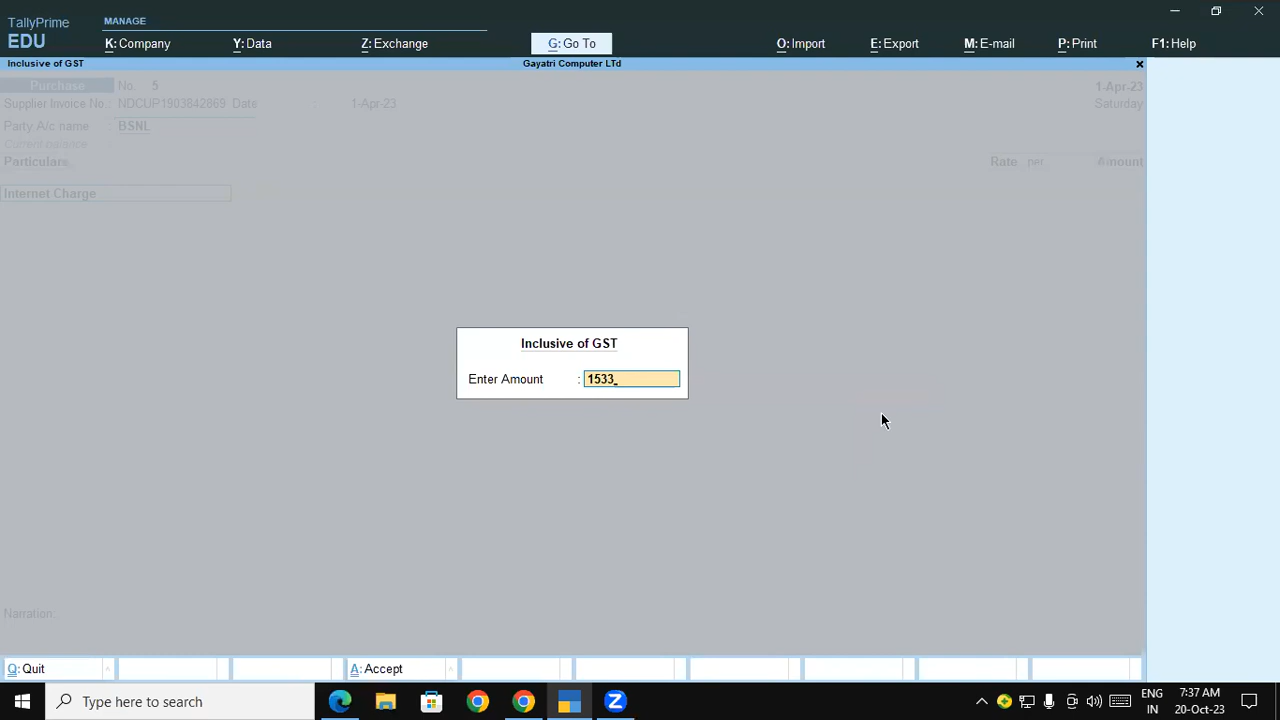 TallyPrime
EDU
MANAGE
K: Company
Y: Data
Z: Exchange
G: Go To
O: Import
E: Export
M: E-mail
P: Print
F1: Help
Inclusive of GST
Gayatri Computer LTd
Purchase No. 5
1-Apr-23
Supplier Invoice No.: NDCUP1903842869 Date : 1-Apr-23
Saturday
Party A/c name : BSNL
Current balance :
Particulars
Rate per Amount
Internet Charge
Inclusive of GST
Enter Amount : 1533_
Narration:
Q: Quit
A: Accept
Type here to search
ENG
IN
7:37 AM
20-Oct-23